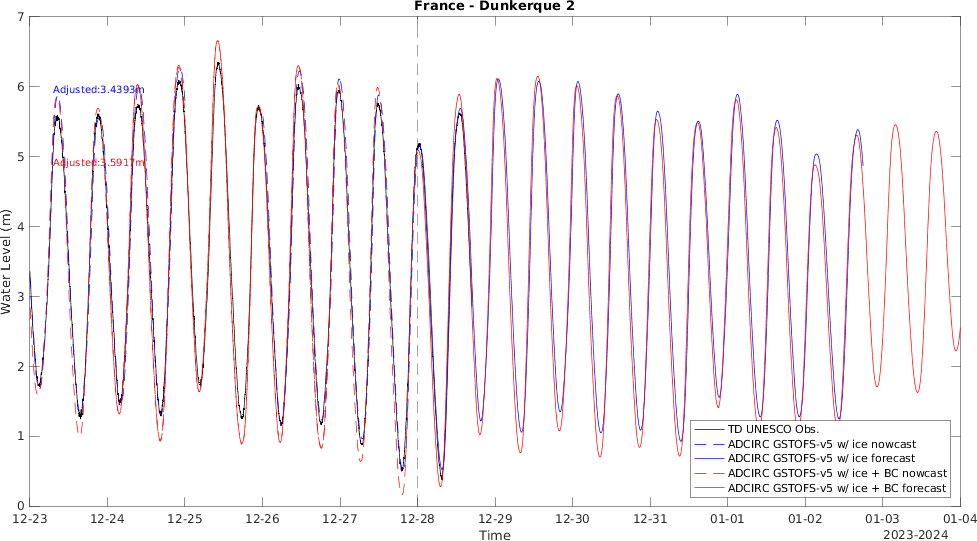 France - Dunkerque 2
7
6
5
4
3
2
1
0
Water Level (m)
Adjusted:3.4393m
Adjusted:3.5917m
TD UNESCO Obs.
ADCIRC GSTOFS-v5 w/ ice nowcast
ADCIRC GSTOFS-v5 w/ ice forecast
ADCIRC GSTOFS-v5 w/ ice + BC nowcast
ADCIRC GSTOFS-v5 w/ ice + BC forecast
12-23 12-24 12-25 12-26 12-27 12-28 12-29 12-30 12-31 01-01 01-02 01-03 01-04
Time
2023-2024